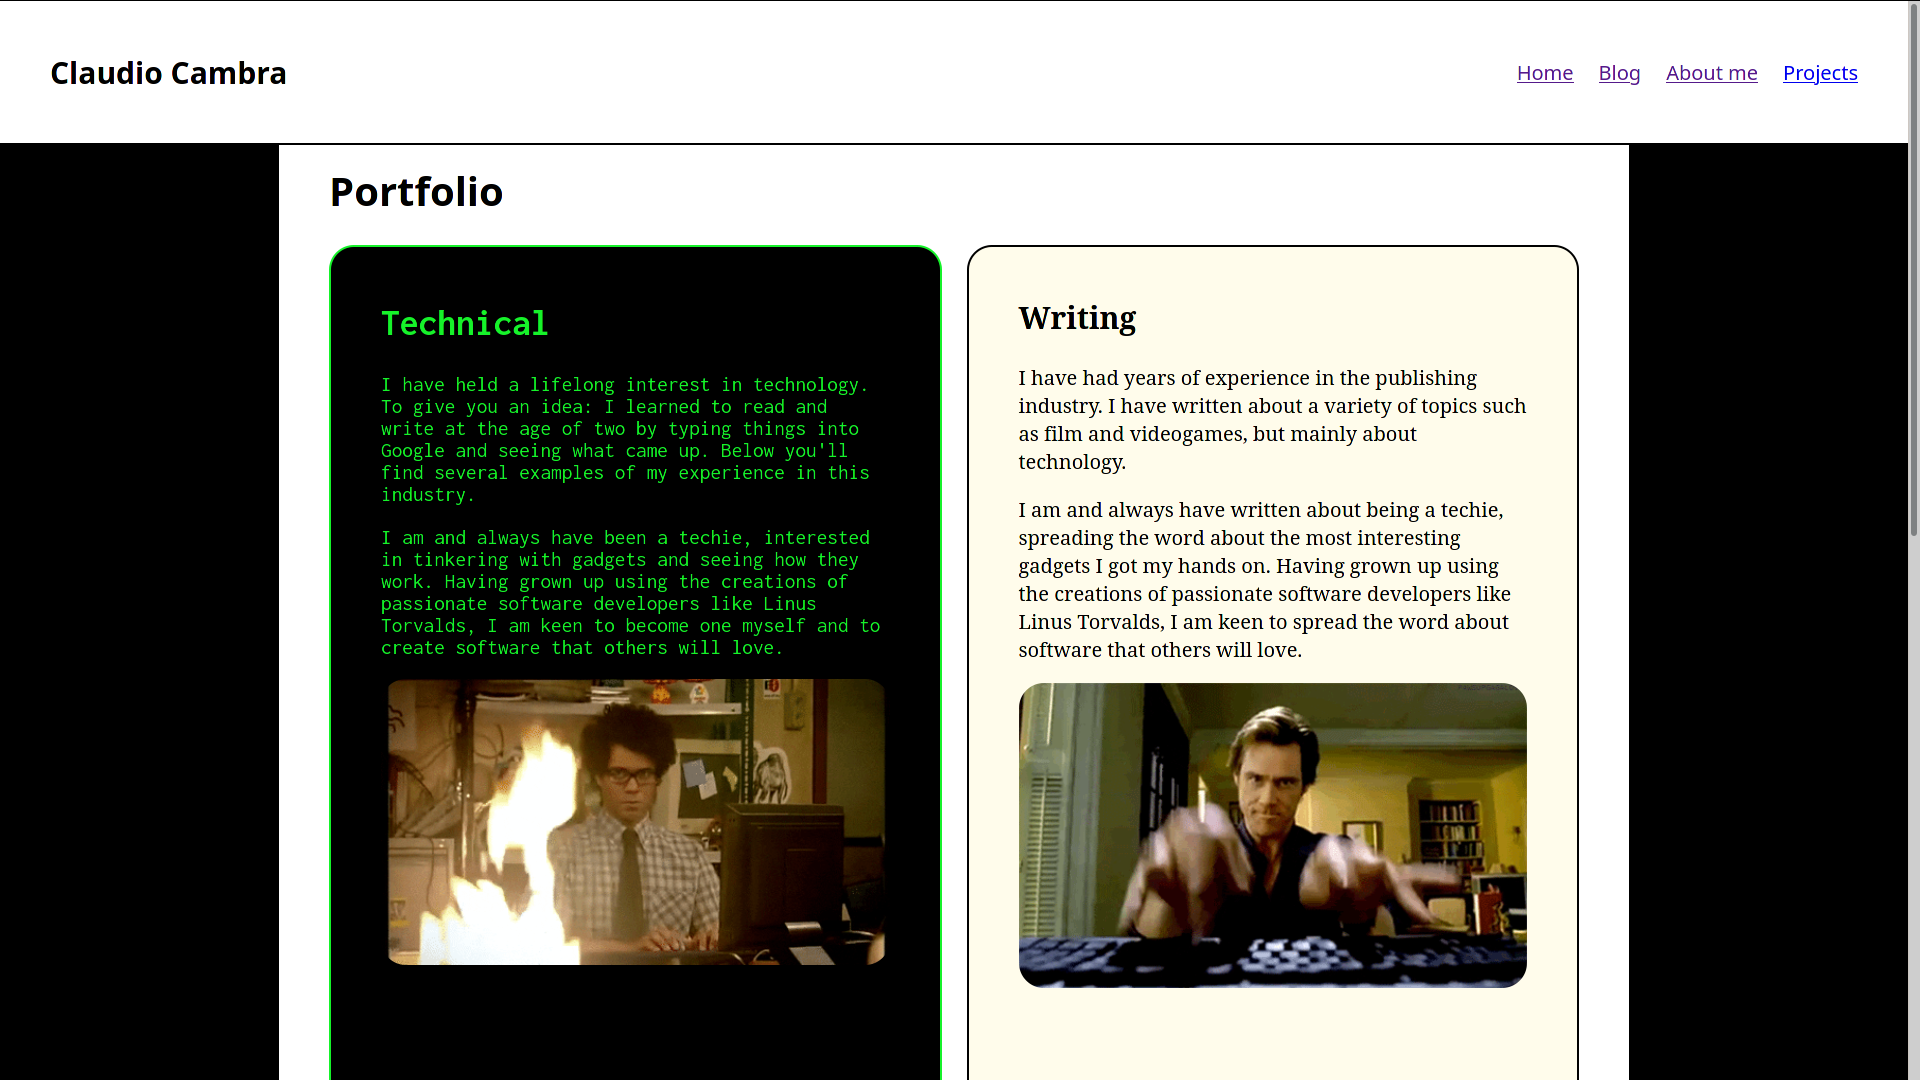 Claudio Cambra
Home Blog About me Projects
Portfolio
Technical
I have held a lifelong interest in technology.
To give you an idea: I learned to read and
write at the age of two by typing things into
Google and seeing what came up. Below you'll
find several examples of my experience in this
industry.
I am and always have been a techie, interested
in tinkering with gadgets and seeing how they
work. Having grown up using the creations of
passionate software developers like Linus
Torvalds, I am keen to become one myself and to
create software that others will love.
Writing
I have had years of experience in the publishing
industry. I have written about a variety of topics such
as film and videogames, but mainly about
technology.
I am and always have written about being a techie,
spreading the word about the most interesting
gadgets I got my hands on. Having grown up using
the creations of passionate software developers like
Linus Torvalds, I am keen to spread the word about
software that others will love.